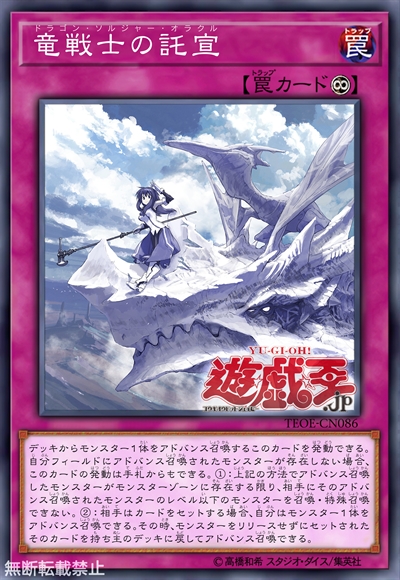 ドラゴン・ソルジャー・オラクル
竜戦士の託宣
トラップ
罠
【罠カード】
YU-GI-OH!
遊戯王.jp
TEOE-CN086
デッキからモンスター1体をアドバンス召喚するこのカードを発動できる。
自分フィールドにアドバンス召喚されたモンスターが存在しない場合、
このカードの発動は手札からもできる。①：上記の方法でアドバンス召喚
したモンスターがモンスターゾーンに存在する限り、相手にそのアドバ
ンス召喚されたモンスターのレベル以下のモンスターを召喚・特殊召喚
できない。②：相手はカードをセットする場合、自分はモンスター1体を
アドバンス召喚できる。その時、モンスターをリリースせずにセットされた
そのカードを持ち主のデッキに戻してアドバンス召喚できる。
©高橋和希 スタジオ・ダイス/集英社
無断転載禁止